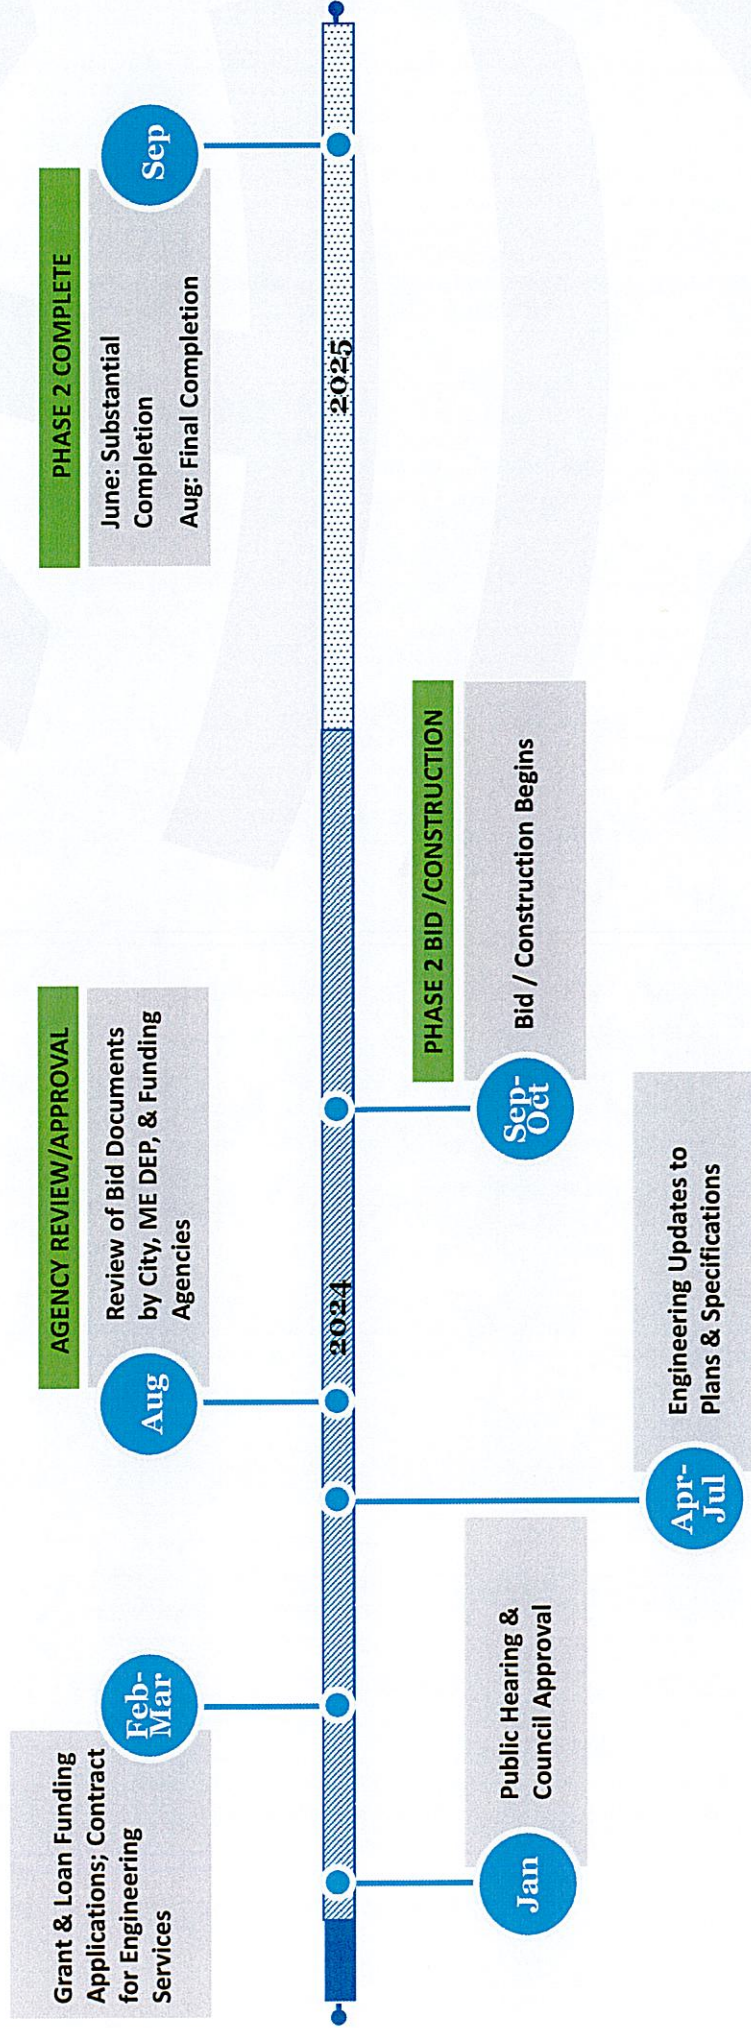 Grant & Loan Funding
Applications; Contract
for Engineering
Services
Feb-
Mar
AGENCY REVIEW/APPROVAL
Review of Bid Documents
by City, ME DEP, & Funding
Agencies
Aug
PHASE 2 COMPLETE
June: Substantial
Completion
Aug: Final Completion
Sep
2024
2025
Jan
Public Hearing &
Council Approval
Apr-
Jul
Engineering Updates to
Plans & Specifications
PHASE 2 BID /CONSTRUCTION
Sep-
Oct
Bid / Construction Begins